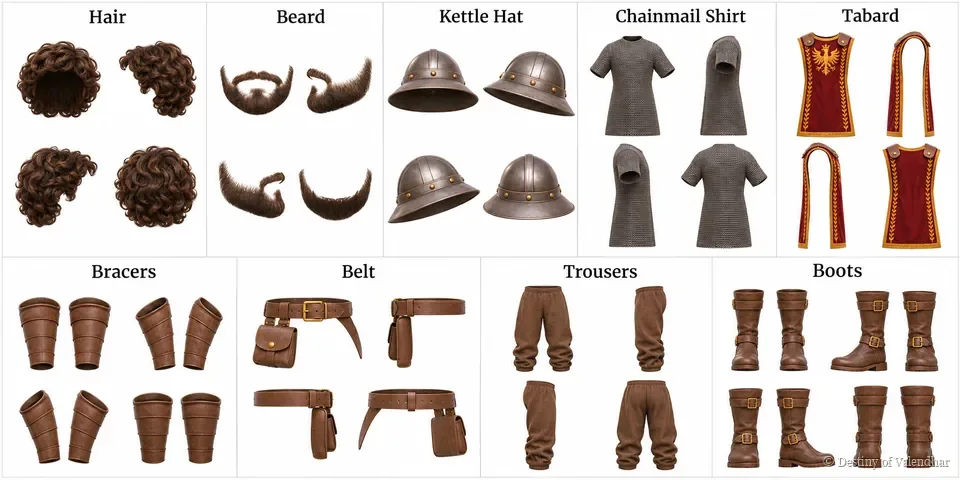 Hair
Beard
Kettle Hat
Chainmail Shirt
Tabard
Bracers
Belt
Trousers
Boots
© Destiny of Valendhar